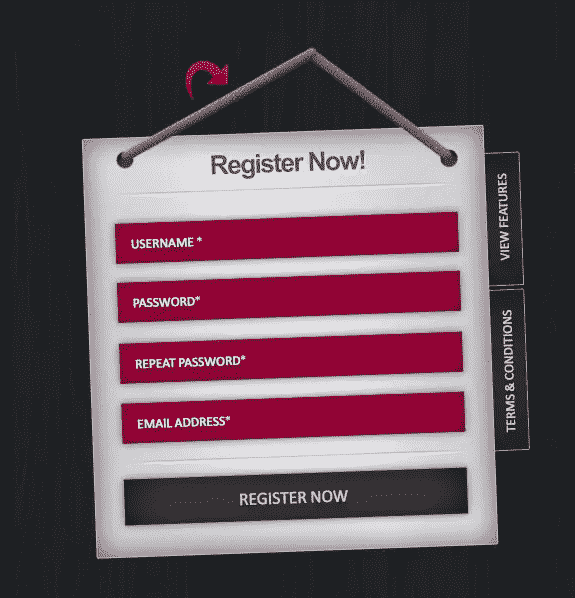 Register Now!
USERNAME *
PASSWORD*
REPEAT PASSWORD*
EMAIL ADDRESS*
REGISTER NOW
VIEW FEATURES
TERMS & CONDITIONS